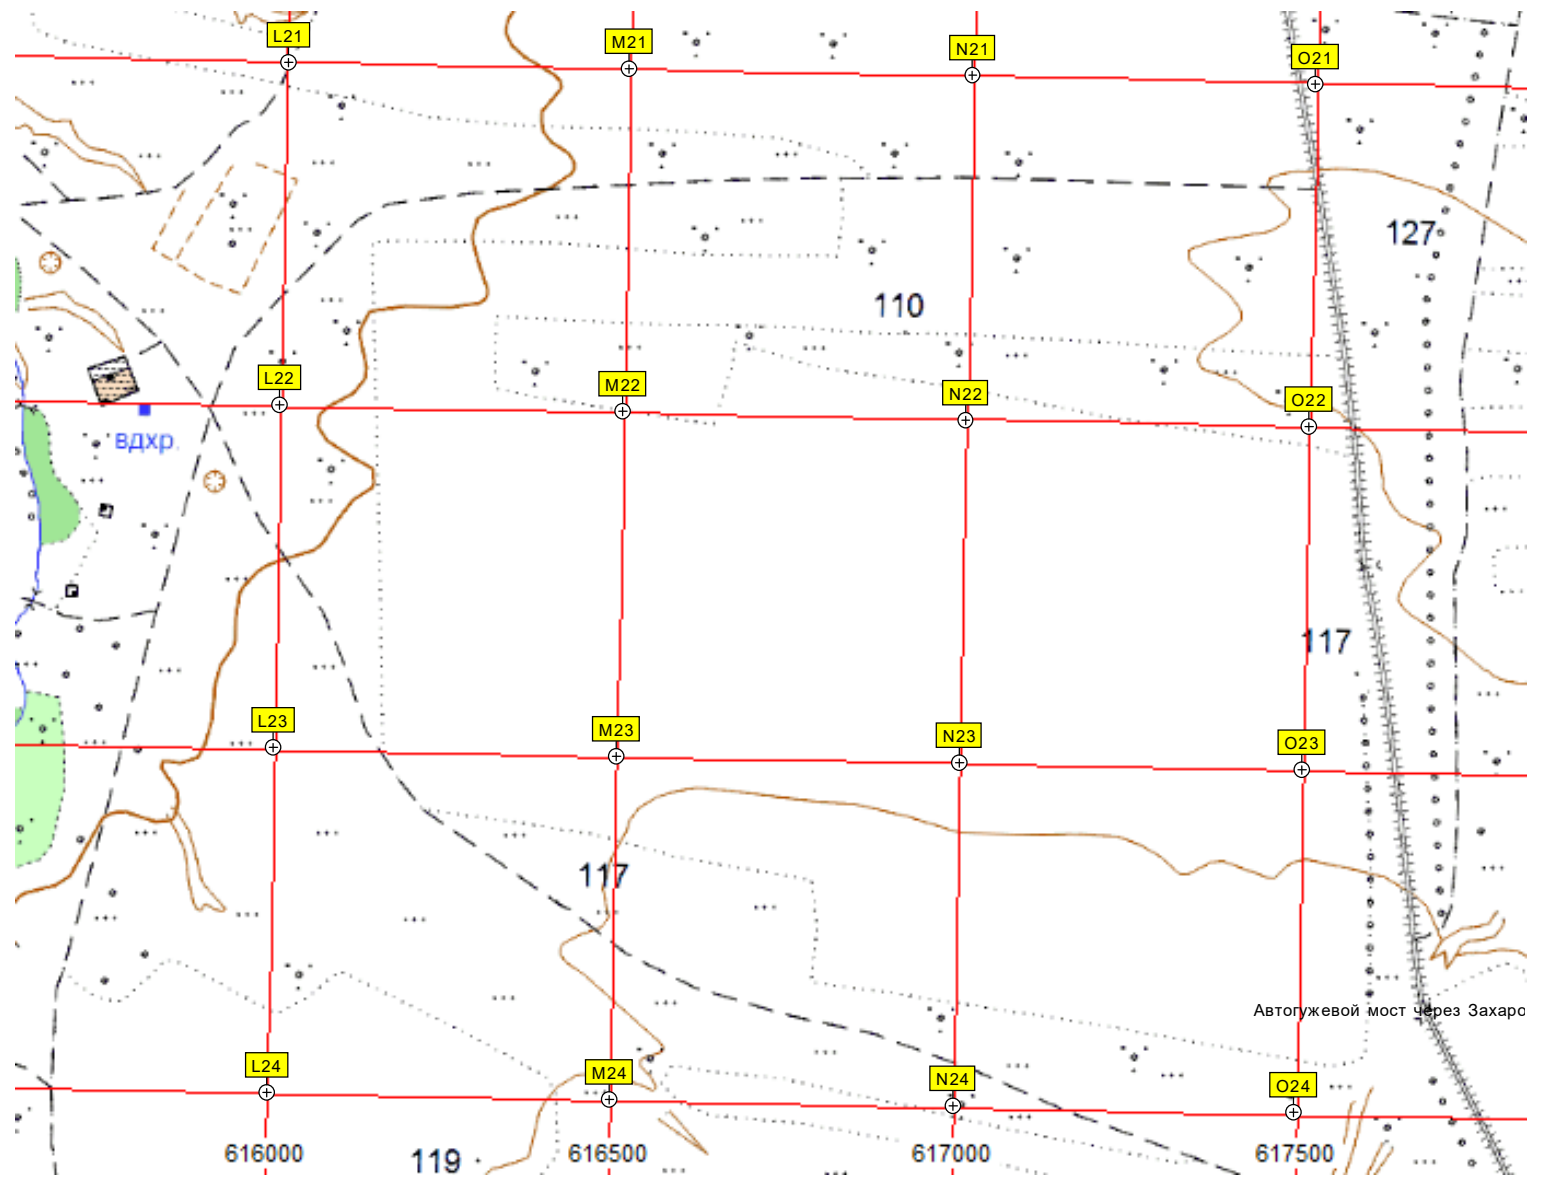 L21
M21
N21
O21
127
110
L22
M22
N22
O22
вдхр.
117
L23
M23
N23
O23
117
Автогужевой мост через Захаро
L24
M24
N24
O24
616000
616500
617000
617500
119